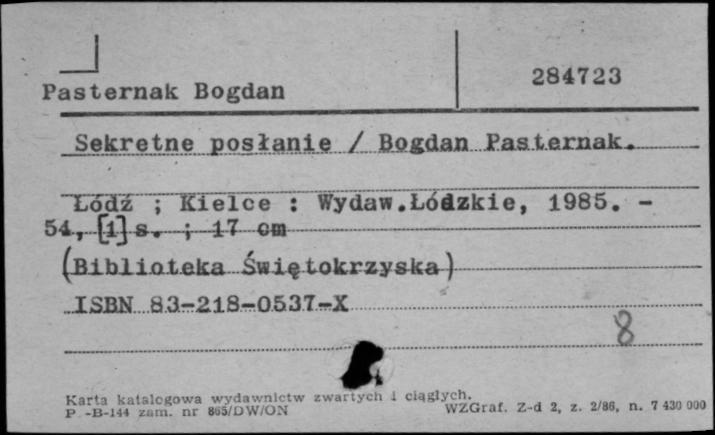 Pasternak Bogdan
284723
Sekretne posłanie / Bogdan Pasternak.
Łódź ; Kielce : Wydaw.Łódzkie, 1985. -
54, [1] s. ; 17 cm
(Biblioteka Świętokrzyska)
ISBN 83-218-0537-X
8
Karta katalogowa wydawnictw zwartych i ciągłych.
P.-B-144 zam. nr 865/DW/ON
WZGraf. Z-d 2, z. 2/86, n. 7 430 000